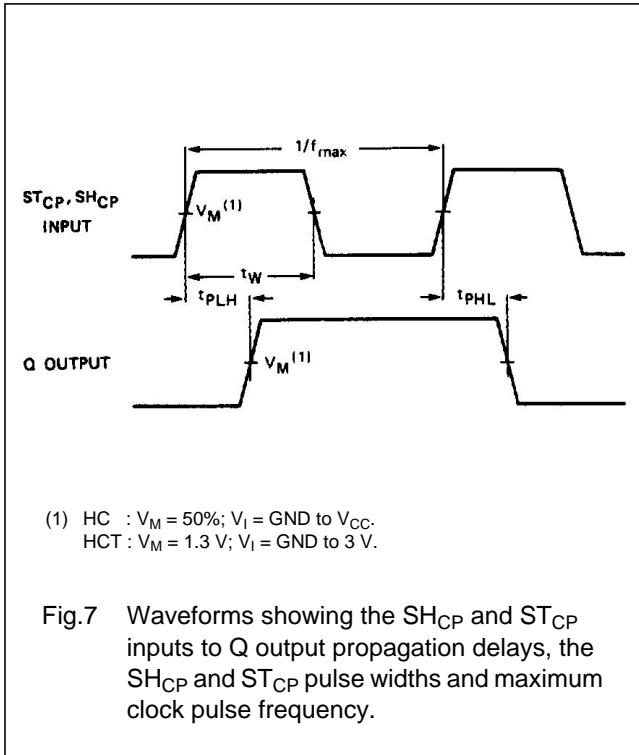 1/fmax
STCP, SHCP
INPUT
VM(1)
tW
tPLH
tPHL
Q OUTPUT
VM(1)
(1) HC : VM = 50%; VI = GND to VCC.
HCT : VM = 1.3 V; VI = GND to 3 V.
Fig.7 Waveforms showing the SHCP and STCP
inputs to Q output propagation delays, the
SHCP and STCP pulse widths and maximum
clock pulse frequency.